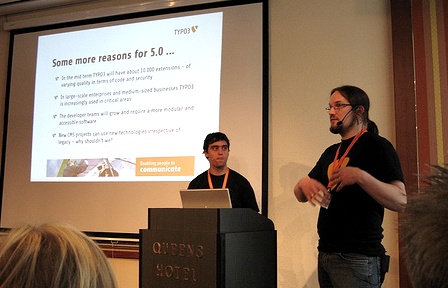 TYPO3
Some more reasons for 5.0 ...
In the mid term TYPO3 will have about 10,000 extensions - of
varying quality in terms of code and security
In large-scale enterprises and medium-sized businesses TYPO3
is increasingly used in critical areas
The developer teams will grow and require a more modular and
accessible software
New CMS projects can use new technologies irrespective of
legacy - why shouldn't we?
Enabling people to
communicate
QUEENS
HOTEL